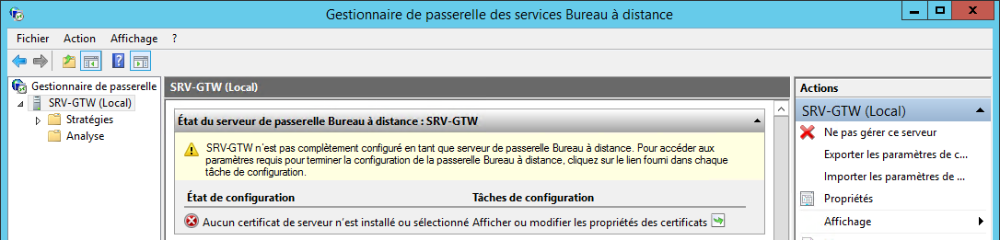 Gestionnaire de passerelle des services Bureau à distance
Fichier Action Affichage ?
Gestionnaire de passerelle
SRV-GTW (Local)
Stratégies
Analyse
SRV-GTW (Local)
État du serveur de passerelle Bureau à distance : SRV-GTW
SRV-GTW n'est pas complètement configuré en tant que serveur de passerelle Bureau à distance. Pour accéder aux
paramètres requis pour terminer la configuration de la passerelle Bureau à distance, cliquez sur le lien fourni dans chaque
tâche de configuration.
État de configuration Tâches de configuration
Aucun certificat de serveur n'est installé ou sélectionné Afficher ou modifier les propriétés des certificats
Actions
SRV-GTW (Local)
Ne pas gérer ce serveur
Exporter les paramètres de c...
Importer les paramètres de ...
Propriétés
Affichage